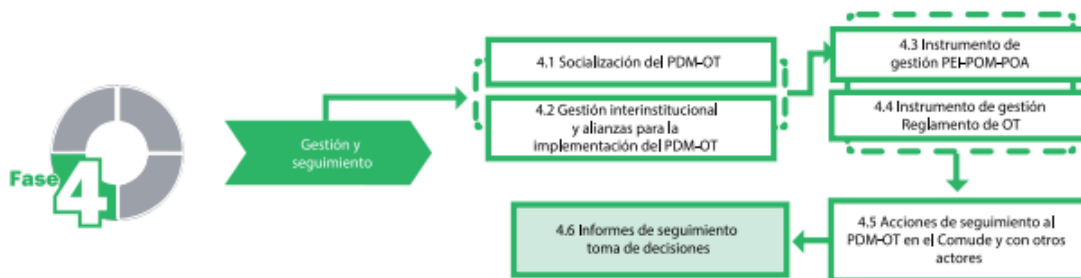 Fase 4
Gestión y
seguimiento
4.1 Socialización del PDM-OT
4.2 Gestión interinstitucional
y alianzas para la
implementación del PDM-OT
4.3 Instrumento de
gestión PEI-POM-POA
4.4 Instrumento de gestión
Reglamento de OT
4.5 Acciones de seguimiento al
PDM-OT en el Comude y con otros
actores
4.6 Informes de seguimiento
toma de decisiones